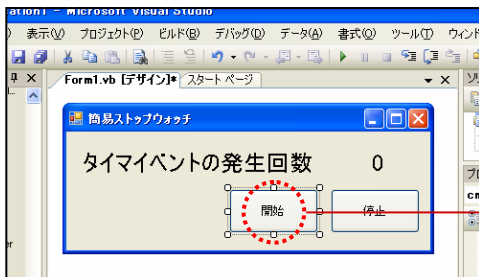 ation1 - Microsoft Visual Studio
) 表示(V) プロジェクト(P) ビルド(B) デバッグ(D) データ(A) 書式(O) ツール(T) ウィンド
Form1.vb [デザイン]* スタート ページ
簡易ストップウォッチ
タイマイベントの発生回数 0
開始 停止